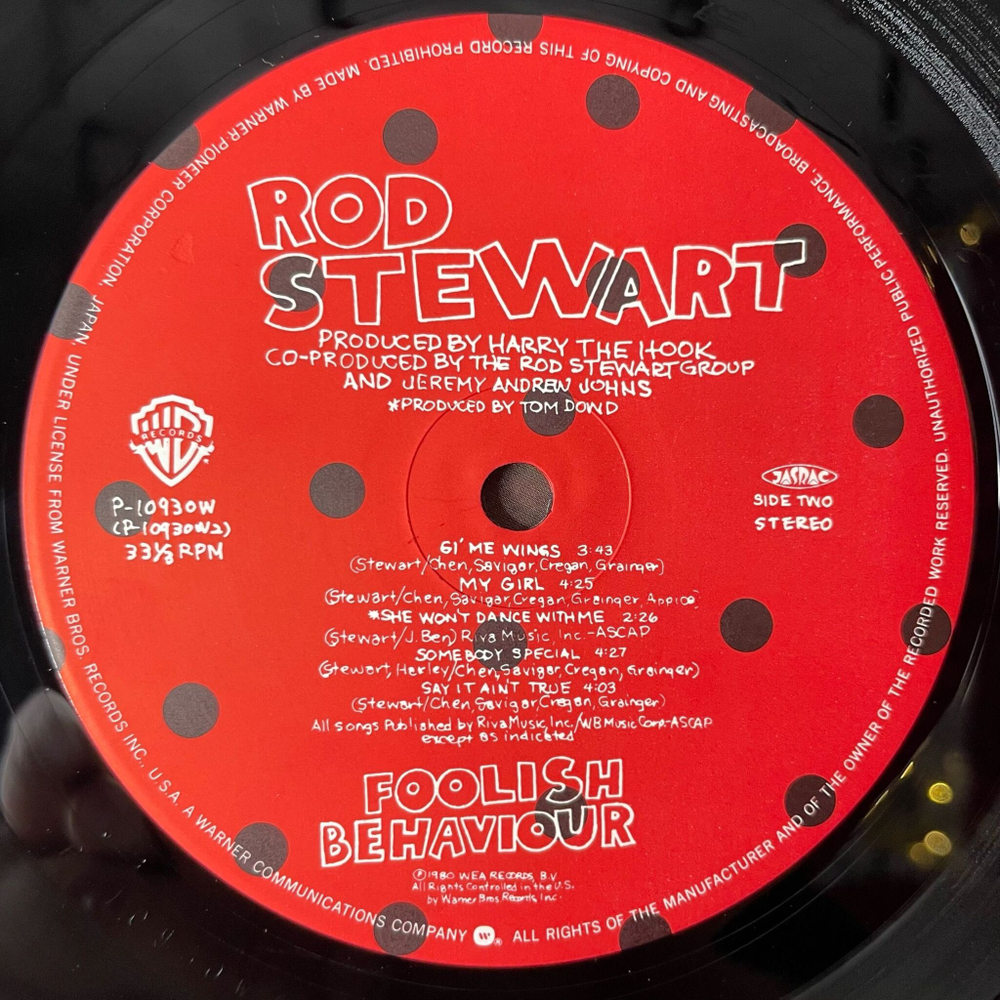 ROD
STEWART
PRODUCED BY HARRY THE HOOK
CO-PRODUCED BY THE ROD STEWART GROUP
AND JEREMY ANDREW JOHNS
*PRODUCED BY TOM DOWD
RECORDS
P-10930W
(P-10930W2)
33 1/3 RPM
JASRAC
SIDE TWO
STEREO
GI' ME WINGS 3:43
(Stewart/Chen, Savigar, Cregan, Grainger)
MY GIRL 4:25
(Stewart/Chen, Savigar, Cregan, Grainger, Appice)
*SHE WON'T DANCE WITH ME 2:26
(Stewart/J. Ben) Riva Music, Inc.-ASCAP
SOMEBODY SPECIAL 4:27
(Stewart, Harley/Chen, Savigar, Cregan, Grainger)
SAY IT AIN'T TRUE 4:03
(Stewart/Chen, Savigar, Cregan, Grainger)
All songs Published by Riva Music, Inc./WB Music Corp.-ASCAP
except as indicated
FOOLISH
BEHAVIOUR
℗1980 WEA RECORDS, B.V.
All Rights Controlled in the U.S.
by Warner Bros. Records, Inc.
MADE BY WARNER PIONEER CORPORATION, JAPAN, UNDER LICENSE FROM WARNER BROS. RECORDS INC., U.S.A. A WARNER COMMUNICATIONS COMPANY ® ALL RIGHTS OF THE MANUFACTURER AND OF THE OWNER OF THE RECORDED WORK RESERVED. UNAUTHORIZED PUBLIC PERFORMANCE, BROADCASTING AND COPYING OF THIS RECORD PROHIBITED.